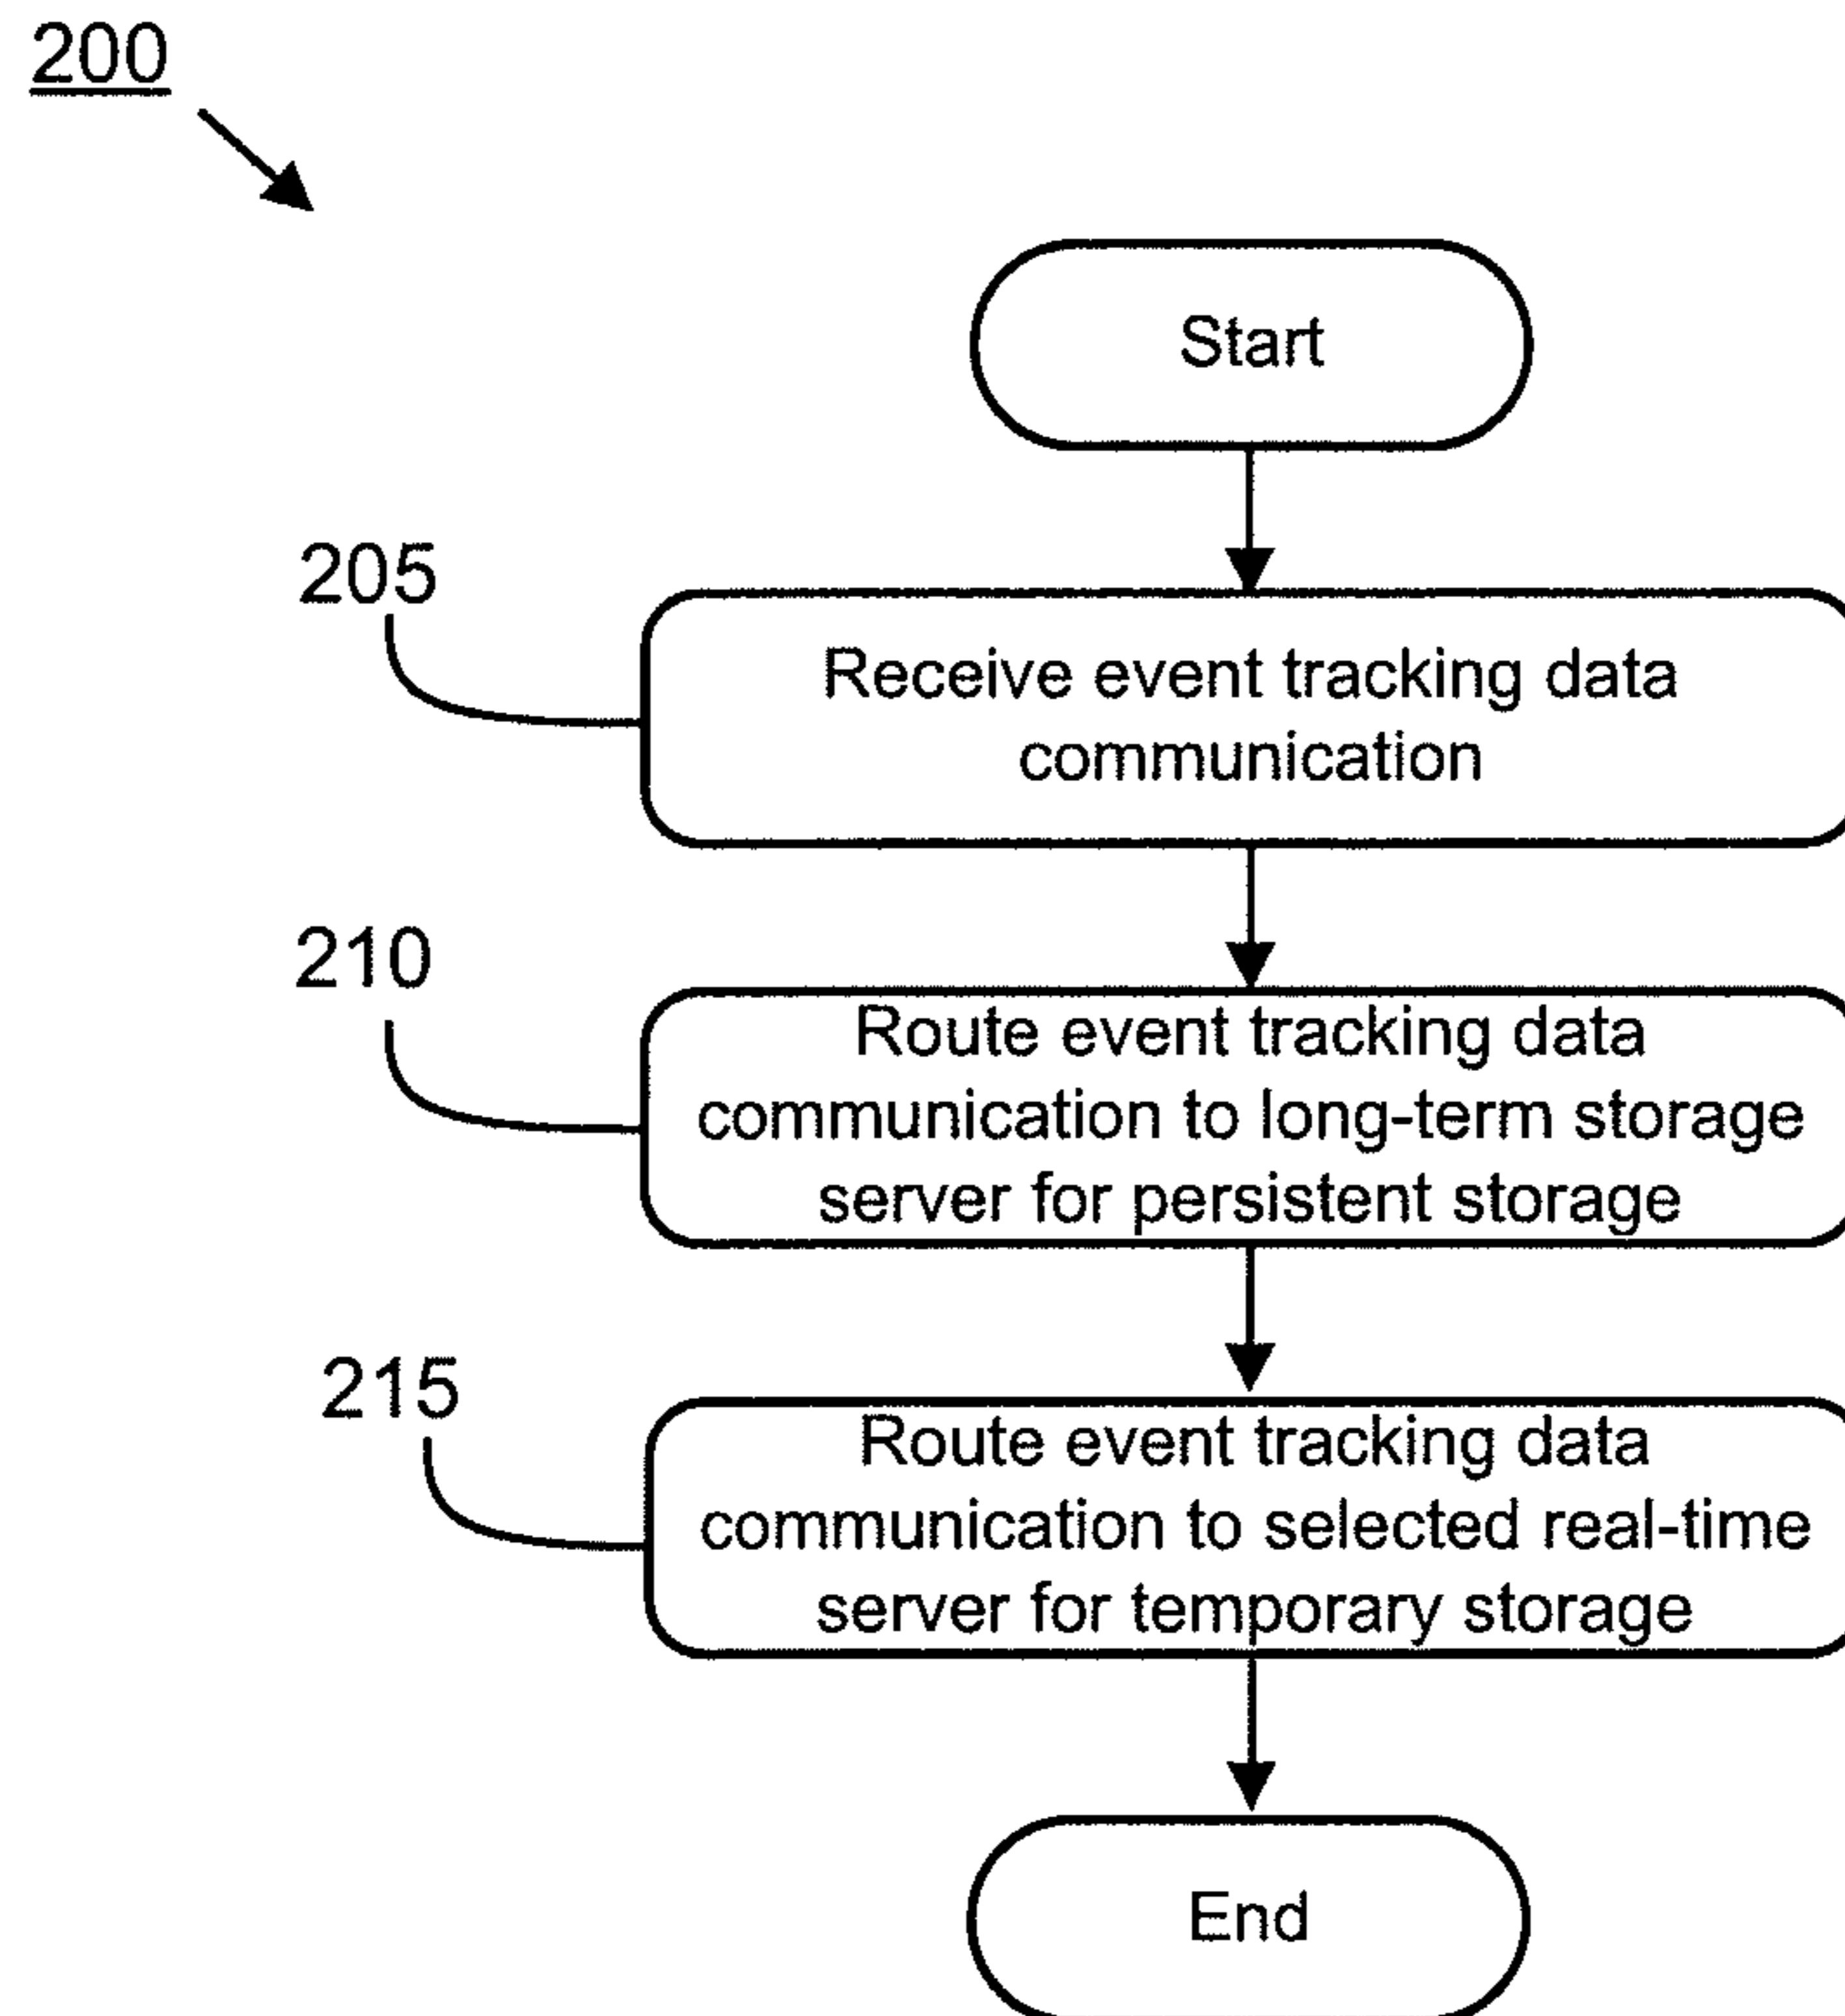 200
Start
205
Receive event tracking data
communication
210
Route event tracking data
communication to long-term storage
server for persistent storage
215
Route event tracking data
communication to selected real-time
server for temporary storage
End